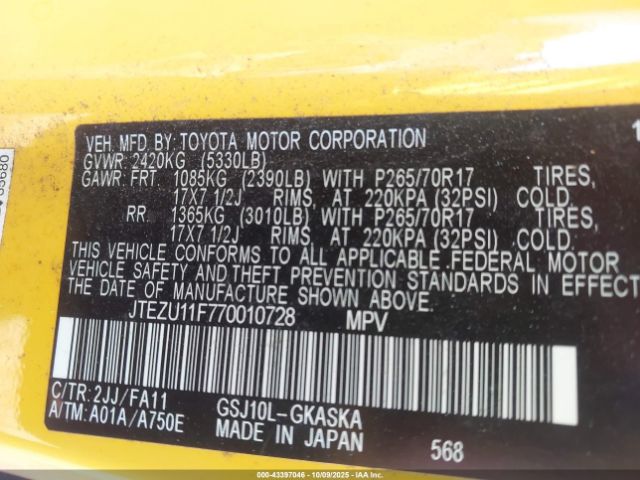 VEH. MFD. BY: TOYOTA MOTOR CORPORATION
GVWR: 2420KG (5330LB)
GAWR: FRT 1085KG (2390LB) WITH P265/70R17 TIRES,
17X7 1/2J RIMS, AT 220KPA (32PSI) COLD.
RR. 1365KG (3010LB) WITH P265/70R17 TIRES,
17X7 1/2J RIMS, AT 220KPA (32PSI) COLD.
THIS VEHICLE CONFORMS TO ALL APPLICABLE FEDERAL MOTOR
VEHICLE SAFETY AND THEFT PREVENTION STANDARDS IN EFFECT
THE DATE OF MANUFACTURE SHOWN ABOVE.
JTEZU11F770010728 MPV
C/TR: 2JJ/FA11
A/TM: A01A/A750E
GSJ10L-GKASKA
MADE IN JAPAN
568
IAA Stock: 43397046 | 10/09/2025 | IAAI.com